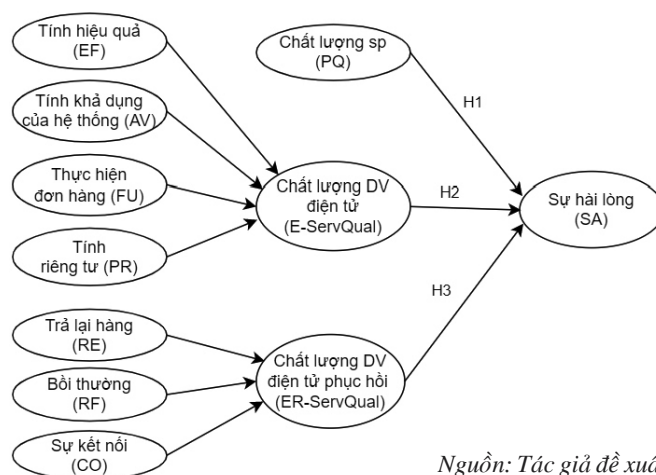 Tính hiệu quả
(EF)
Chất lượng sp
(PQ)
Tính khả dụng
của hệ thống (AV)
H1
Thực hiện
đơn hàng (FU)
Chất lượng DV
điện tử
(E-ServQual)
H2
Sự hài lòng
(SA)
Tính
riêng tư (PR)
H3
Trả lại hàng
(RE)
Chất lượng DV
điện tử phục hồi
(ER-ServQual)
Bồi thường
(RF)
Sự kết nối
(CO)
Nguồn: Tác giả đề xuấ